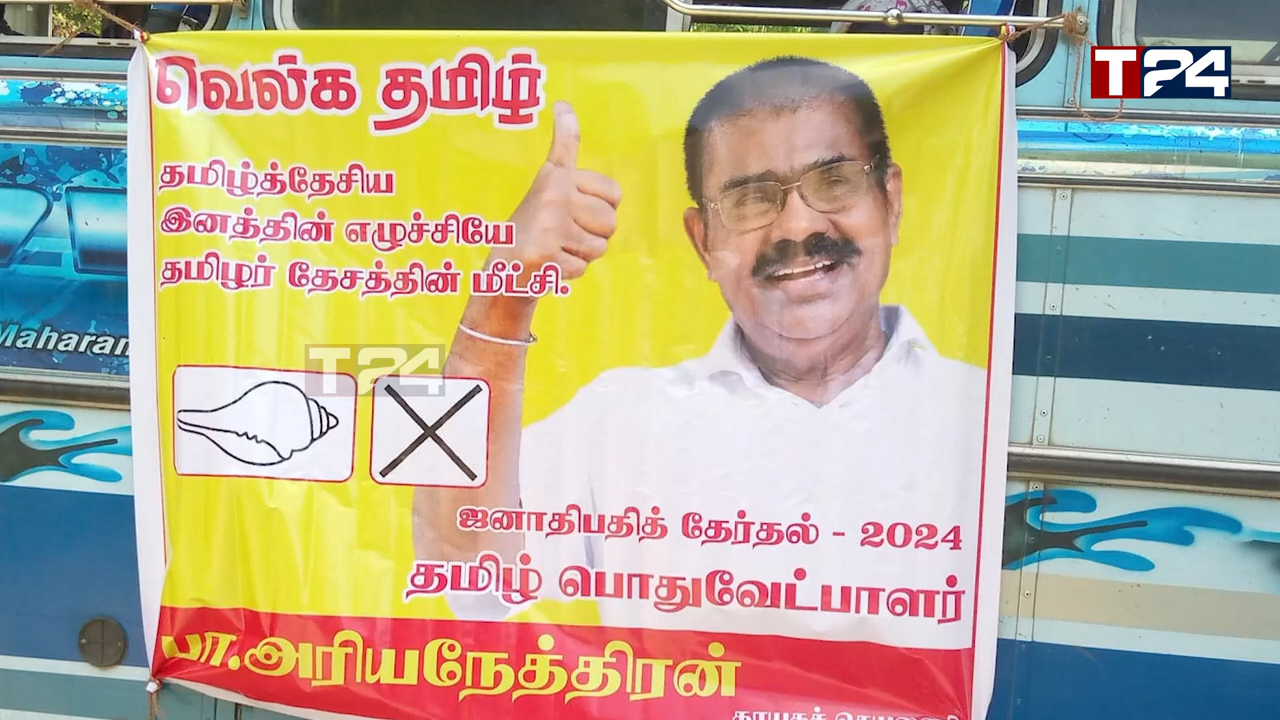 T24
வெல்க தமிழ்
தமிழ்த்தேசிய
இனத்தின் எழுச்சியே
தமிழர் தேசத்தின் மீட்சி.
Maharan
T24
ஜனாதிபதித் தேர்தல் - 2024
தமிழ் பொதுவேட்பாளர்
பா.அரியநேத்திரன்